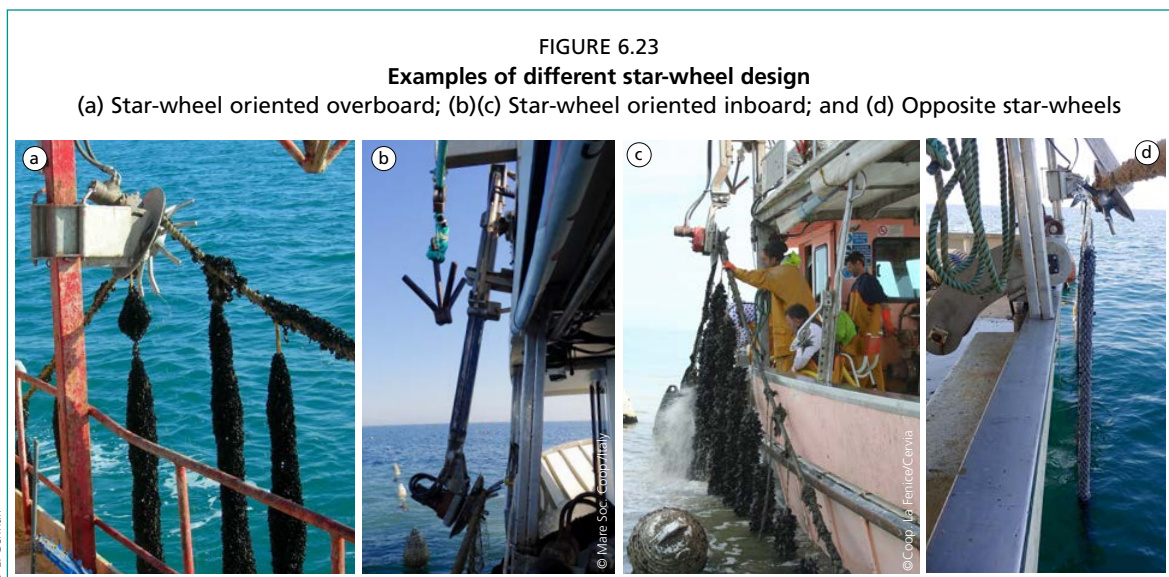 FIGURE 6.23
Examples of different star-wheel design
(a) Star-wheel oriented overboard; (b)(c) Star-wheel oriented inboard; and (d) Opposite star-wheels
a
b
c
d
© Mare Soc. Coop/Italy
©Coop. La Fenice/Cervia